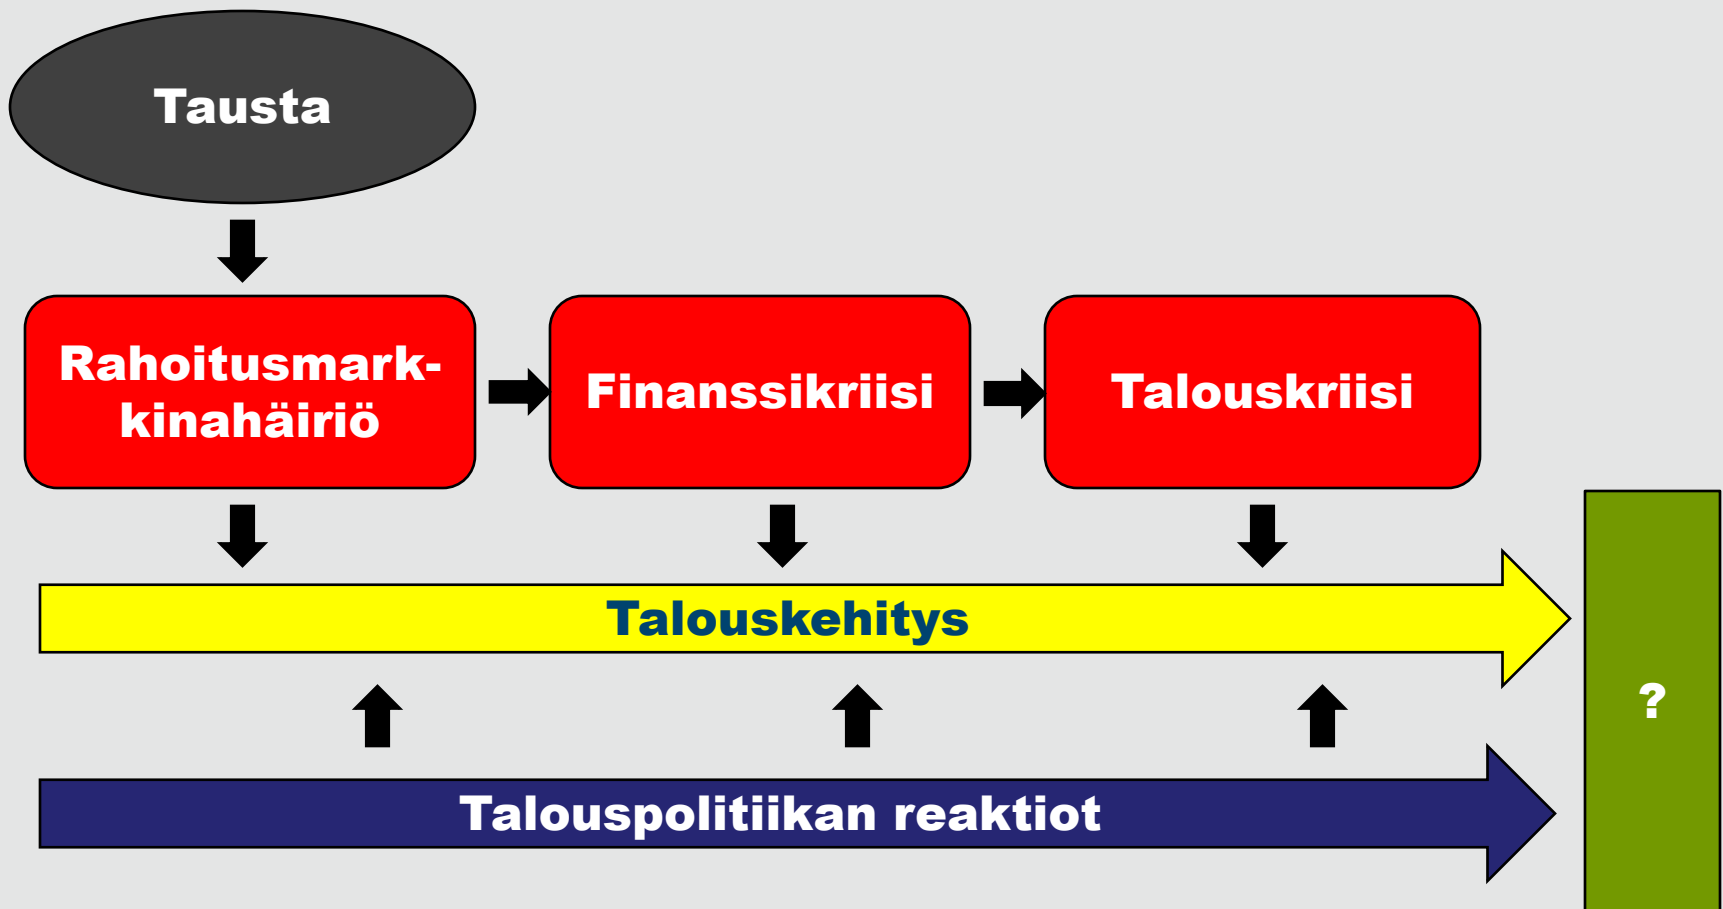 Tausta
Rahoitusmark-
kinahäiriö
Finanssikriisi
Talouskriisi
Talouskehitys
?
Talouspolitiikan reaktiot